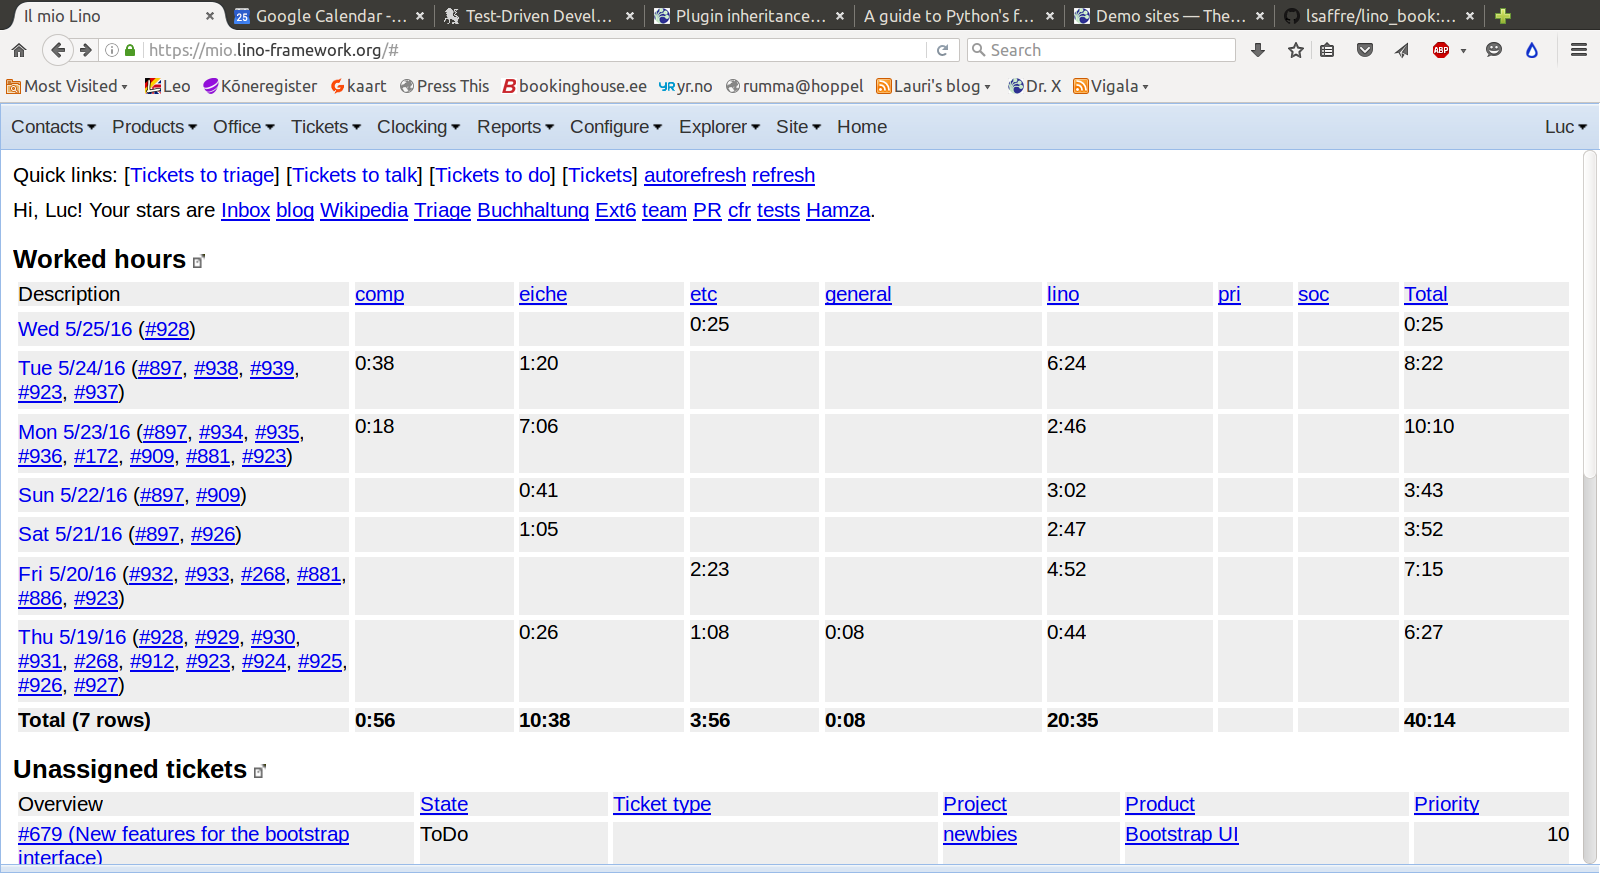 Il mio Lino × Google Calendar -... × Test-Driven Devel... × Plugin inheritance... × A guide to Python's f... × Demo sites — The... × lsaffre/lino_book:... ×
https://mio.lino-framework.org/# Search ABP
Most Visited Leo Kõneregister kaart Press This bookinghouse.ee yr.no rumma@hoppel Lauri's blog Dr. X Vigala
Contacts Products Office Tickets Clocking Reports Configure Explorer Site Home Luc
Quick links: [Tickets to triage] [Tickets to talk] [Tickets to do] [Tickets] autorefresh refresh
Hi, Luc! Your stars are Inbox blog Wikipedia Triage Buchhaltung Ext6 team PR cfr tests Hamza.
Worked hours
Description comp eiche etc general lino pri soc Total
Wed 5/25/16 (#928) 0:25 0:25
Tue 5/24/16 (#897, #938, #939, 0:38 1:20 6:24 8:22
#923, #937)
Mon 5/23/16 (#897, #934, #935, 0:18 7:06 2:46 10:10
#936, #172, #909, #881, #923)
Sun 5/22/16 (#897, #909) 0:41 3:02 3:43
Sat 5/21/16 (#897, #926) 1:05 2:47 3:52
Fri 5/20/16 (#932, #933, #268, #881, 2:23 4:52 7:15
#886, #923)
Thu 5/19/16 (#928, #929, #930, 0:26 1:08 0:08 0:44 6:27
#931, #268, #912, #923, #924, #925,
#926, #927)
Total (7 rows) 0:56 10:38 3:56 0:08 20:35 40:14
Unassigned tickets
Overview State Ticket type Project Product Priority
#679 (New features for the bootstrap ToDo newbies Bootstrap UI 10
interface)